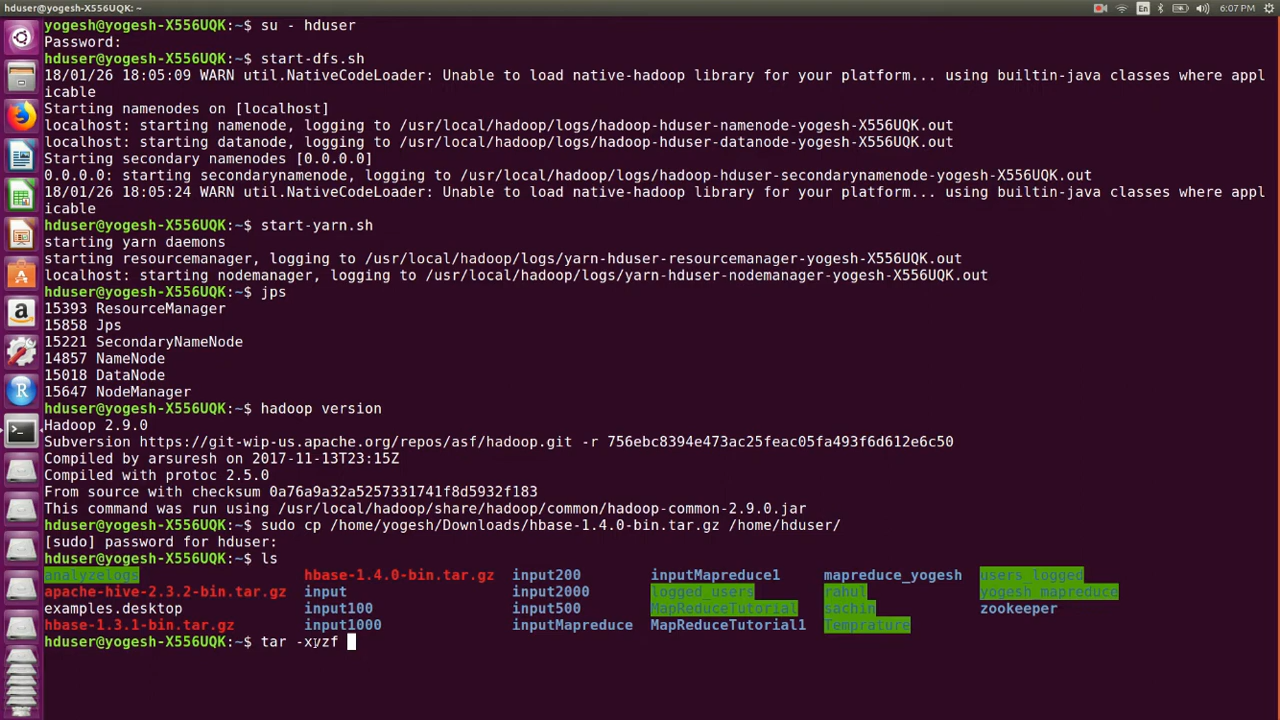 hduser@yogesh-X556UQK: ~
En
6:07 PM
yogesh@yogesh-X556UQK:~$ su - hduser
Password:
hduser@yogesh-X556UQK:~$ start-dfs.sh
18/01/26 18:05:09 WARN util.NativeCodeLoader: Unable to load native-hadoop library for your platform... using builtin-java classes where appl
icable
Starting namenodes on [localhost]
localhost: starting namenode, logging to /usr/local/hadoop/logs/hadoop-hduser-namenode-yogesh-X556UQK.out
localhost: starting datanode, logging to /usr/local/hadoop/logs/hadoop-hduser-datanode-yogesh-X556UQK.out
Starting secondary namenodes [0.0.0.0]
0.0.0.0: starting secondarynamenode, logging to /usr/local/hadoop/logs/hadoop-hduser-secondarynamenode-yogesh-X556UQK.out
18/01/26 18:05:24 WARN util.NativeCodeLoader: Unable to load native-hadoop library for your platform... using builtin-java classes where appl
icable
hduser@yogesh-X556UQK:~$ start-yarn.sh
starting yarn daemons
starting resourcemanager, logging to /usr/local/hadoop/logs/yarn-hduser-resourcemanager-yogesh-X556UQK.out
localhost: starting nodemanager, logging to /usr/local/hadoop/logs/yarn-hduser-nodemanager-yogesh-X556UQK.out
hduser@yogesh-X556UQK:~$ jps
15393 ResourceManager
15858 Jps
15221 SecondaryNameNode
14857 NameNode
15018 DataNode
15647 NodeManager
hduser@yogesh-X556UQK:~$ hadoop version
Hadoop 2.9.0
Subversion https://git-wip-us.apache.org/repos/asf/hadoop.git -r 756ebc8394e473ac25feac05fa493f6d612e6c50
Compiled by arsuresh on 2017-11-13T23:15Z
Compiled with protoc 2.5.0
From source with checksum 0a76a9a32a5257331741f8d5932f183
This command was run using /usr/local/hadoop/share/hadoop/common/hadoop-common-2.9.0.jar
hduser@yogesh-X556UQK:~$ sudo cp /home/yogesh/Downloads/hbase-1.4.0-bin.tar.gz /home/hduser/
[sudo] password for hduser:
hduser@yogesh-X556UQK:~$ ls
analyzelogs hbase-1.4.0-bin.tar.gz input200 inputMapreduce1 mapreduce_yogesh users_logged
apache-hive-2.3.2-bin.tar.gz input input2000 logged_users rahul yogesh_mapreduce
examples.desktop input100 input500 MapReduceTutorial sachin zookeeper
hbase-1.3.1-bin.tar.gz input1000 inputMapreduce MapReduceTutorial1 Temprature
hduser@yogesh-X556UQK:~$ tar -xyzf